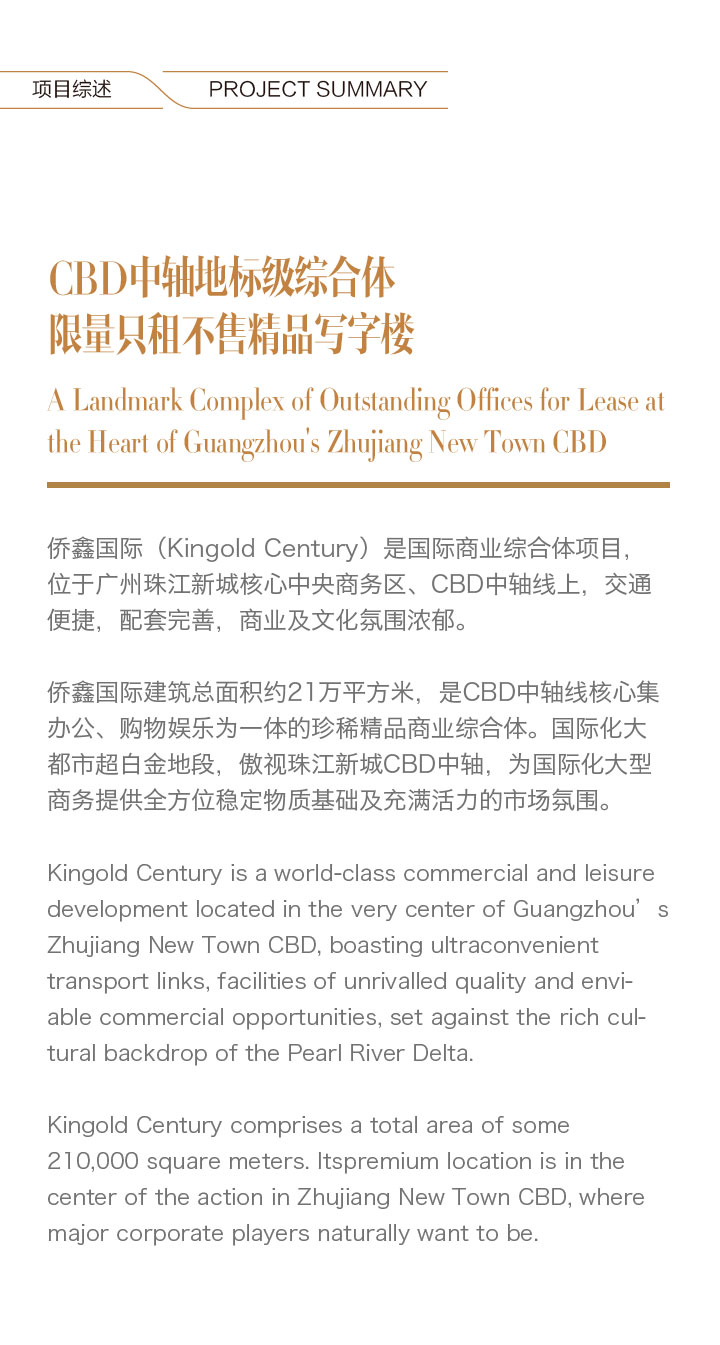 项目综述
PROJECT SUMMARY
CBD中轴地标级综合体
限量只租不售精品写字楼
A Landmark Complex of Outstanding Offices for Lease at
the Heart of Guangzhou's Zhujiang New Town CBD
侨鑫国际（Kingold Century）是国际商业综合体项目，
位于广州珠江新城核心中央商务区、CBD中轴线上，交通
便捷，配套完善，商业及文化氛围浓郁。
侨鑫国际建筑总面积约21万平方米，是CBD中轴线核心集
办公、购物娱乐为一体的珍稀精品商业综合体。国际化大
都市超白金地段，傲视珠江新城CBD中轴，为国际化大型
商务提供全方位稳定物质基础及充满活力的市场氛围。
Kingold Century is a world-class commercial and leisure
development located in the very center of Guangzhou’s
Zhujiang New Town CBD, boasting ultraconvenient
transport links, facilities of unrivalled quality and envi-
able commercial opportunities, set against the rich cul-
tural backdrop of the Pearl River Delta.
Kingold Century comprises a total area of some
210,000 square meters. Itspremium location is in the
center of the action in Zhujiang New Town CBD, where
major corporate players naturally want to be.